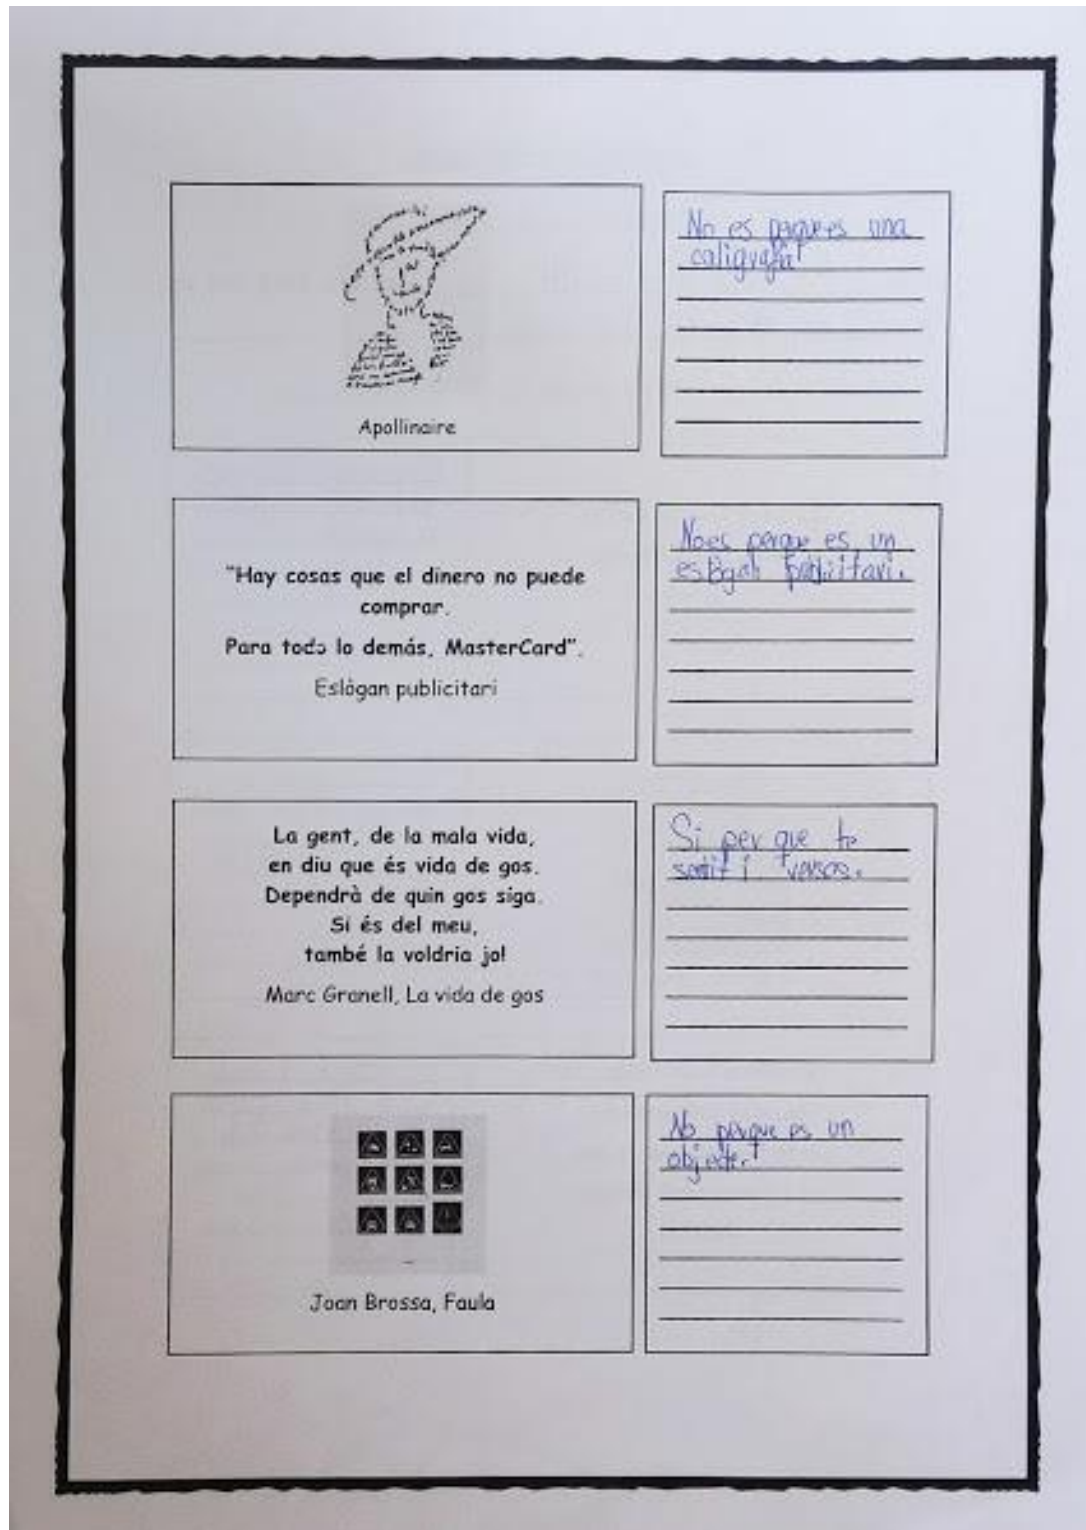 Apollinaire
No es perque es una
caligrafia
"Hay cosas que el dinero no puede
comprar.
Para todo lo demás, MasterCard".
Eslògan publicitari
No es perque es un
eslògan publicitari.
La gent, de la mala vida,
en diu que és vida de gos.
Dependrà de quin gos siga.
Si és del meu,
també la voldria jo!
Marc Granell, La vida de gos
Si per que te
sentit i versos.
Joan Brossa, Faula
No perque es un
objecte.